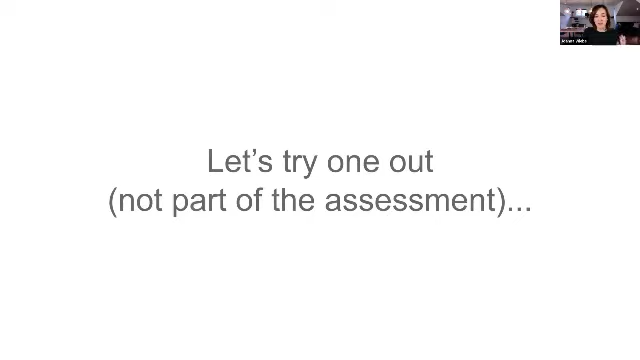 Let's try one out
(not part of the assessment)...